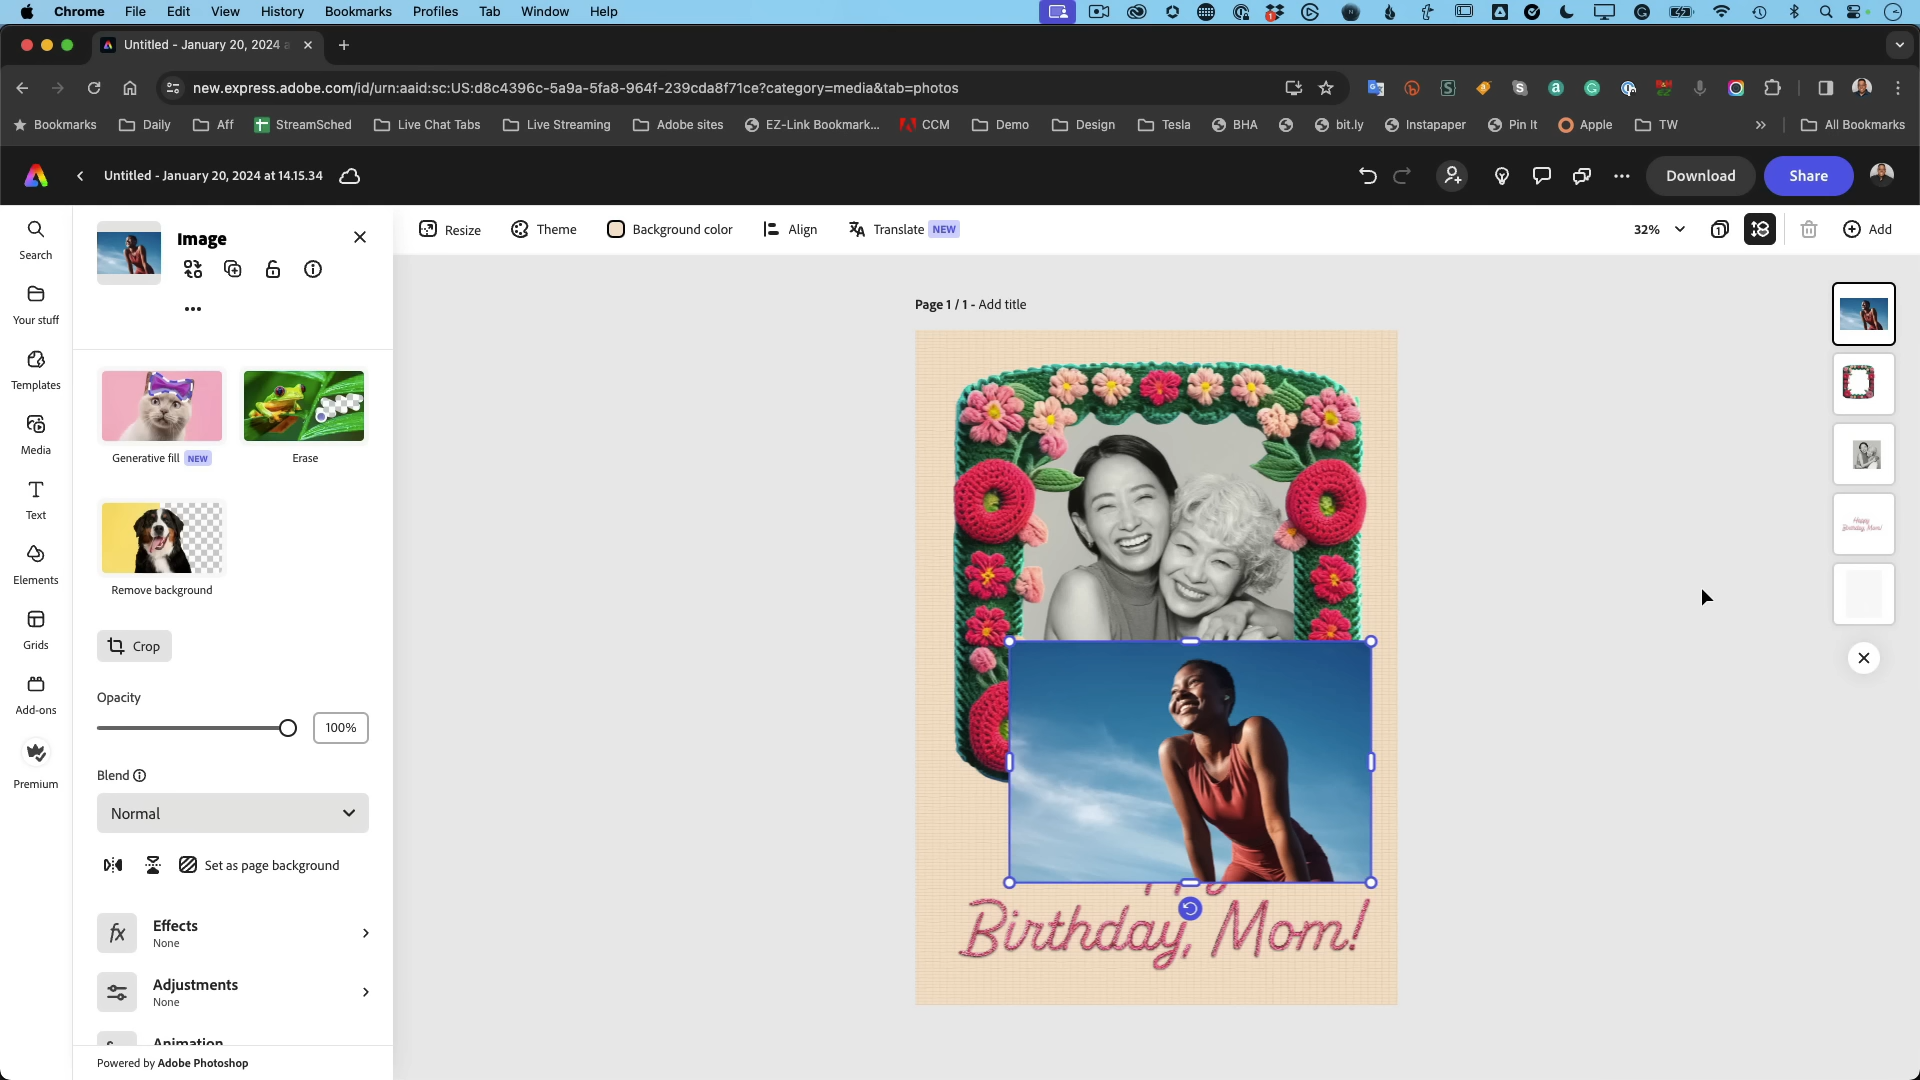 Chrome File Edit View History Bookmarks Profiles Tab Window Help
Untitled - January 20, 2024 a
new.express.adobe.com/id/urn:aaid:sc:US:d8c4396c-5a9a-5fa8-964f-239cda8f71ce?category=media&tab=photos
Bookmarks Daily Aff StreamSched Live Chat Tabs Live Streaming Adobe sites EZ-Link Bookmark... CCM Demo Design Tesla BHA bit.ly Instapaper Pin It Apple TW » All Bookmarks
Untitled - January 20, 2024 at 14.15.34 Download Share
Search
Your stuff
Templates
Media
Text
Elements
Grids
Add-ons
Premium
Image
Generative fill NEW Erase
Remove background
Crop
Opacity
100%
Blend
Normal
Set as page background
Effects
None
Adjustments
None
Animation
Powered by Adobe Photoshop
Resize Theme Background color Align Translate NEW 32% 1 Add
Page 1 / 1 - Add title
Birthday, Mom!
Happy
Birthday, Mom!